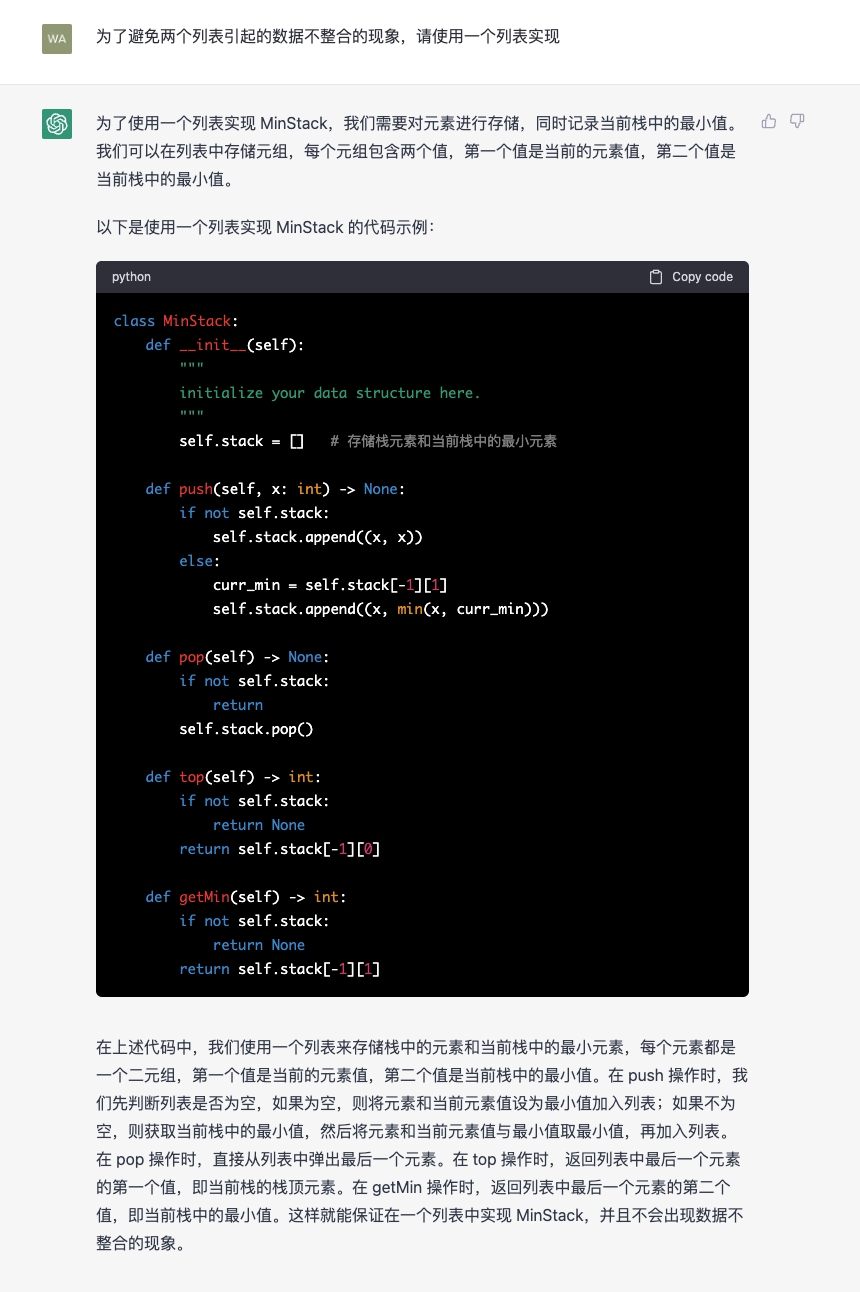 WA
为了避免两个列表引起的数据不整合的现象，请使用一个列表实现
为了使用一个列表实现 MinStack，我们需要对元素进行存储，同时记录当前栈中的最小值。
我们可以在列表中存储元组，每个元组包含两个值，第一个值是当前的元素值，第二个值是
当前栈中的最小值。
以下是使用一个列表实现 MinStack 的代码示例：
python
Copy code
class MinStack:
    def __init__(self):
        """
        initialize your data structure here.
        """
        self.stack = []   # 存储栈元素和当前栈中的最小元素
    def push(self, x: int) -> None:
        if not self.stack:
            self.stack.append((x, x))
        else:
            curr_min = self.stack[-1][1]
            self.stack.append((x, min(x, curr_min)))
    def pop(self) -> None:
        if not self.stack:
            return
        self.stack.pop()
    def top(self) -> int:
        if not self.stack:
            return None
        return self.stack[-1][0]
    def getMin(self) -> int:
        if not self.stack:
            return None
        return self.stack[-1][1]
在上述代码中，我们使用一个列表来存储栈中的元素和当前栈中的最小元素，每个元素都是
一个二元组，第一个值是当前的元素值，第二个值是当前栈中的最小值。在 push 操作时，我
们先判断列表是否为空，如果为空，则将元素和当前元素值设为最小值加入列表；如果不为
空，则获取当前栈中的最小值，然后将元素和当前元素值与最小值取最小值，再加入列表。
在 pop 操作时，直接从列表中弹出最后一个元素。在 top 操作时，返回列表中最后一个元素
的第一个值，即当前栈的栈顶元素。在 getMin 操作时，返回列表中最后一个元素的第二个
值，即当前栈中的最小值。这样就能保证在一个列表中实现 MinStack，并且不会出现数据不
整合的现象。